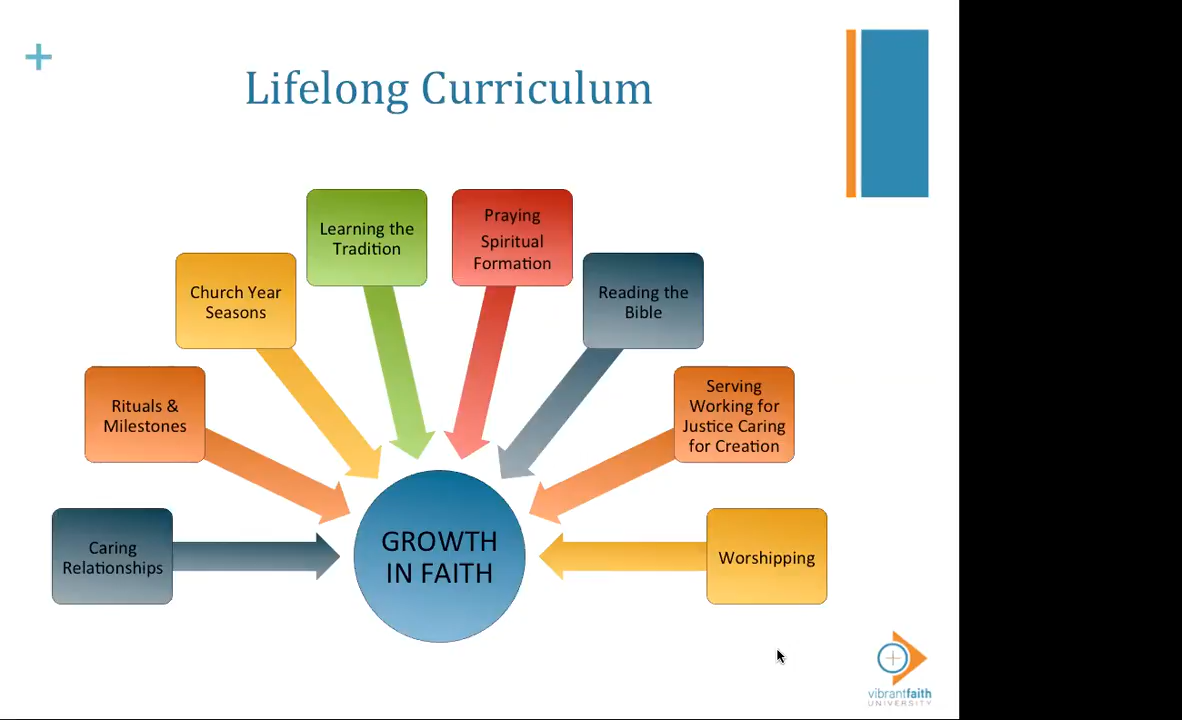 +
Lifelong Curriculum
Learning the
Tradition
Praying
Spiritual
Formation
Church Year
Seasons
Reading the
Bible
Rituals &
Milestones
Serving
Working for
Justice Caring
for Creation
Caring
Relationships
GROWTH
IN FAITH
Worshipping
vibrantfaith
UNIVERSITY